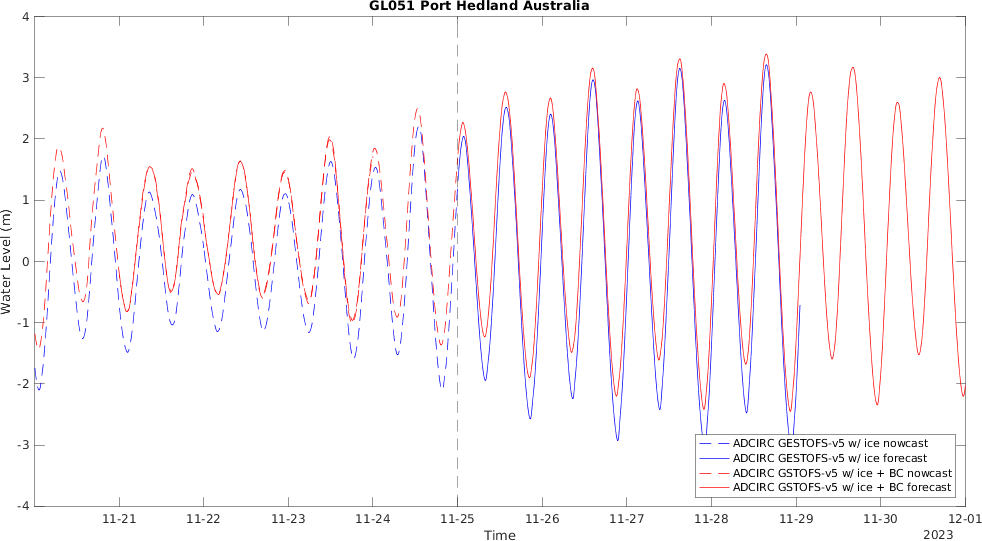 GL051 Port Hedland Australia
4
3
2
1
0
-1
-2
-3
-4
Water Level (m)
ADCIRC GESTOFS-v5 w/ ice nowcast
ADCIRC GESTOFS-v5 w/ ice forecast
ADCIRC GSTOFS-v5 w/ ice + BC nowcast
ADCIRC GSTOFS-v5 w/ ice + BC forecast
11-21 11-22 11-23 11-24 11-25 11-26 11-27 11-28 11-29 11-30 12-01
Time
2023